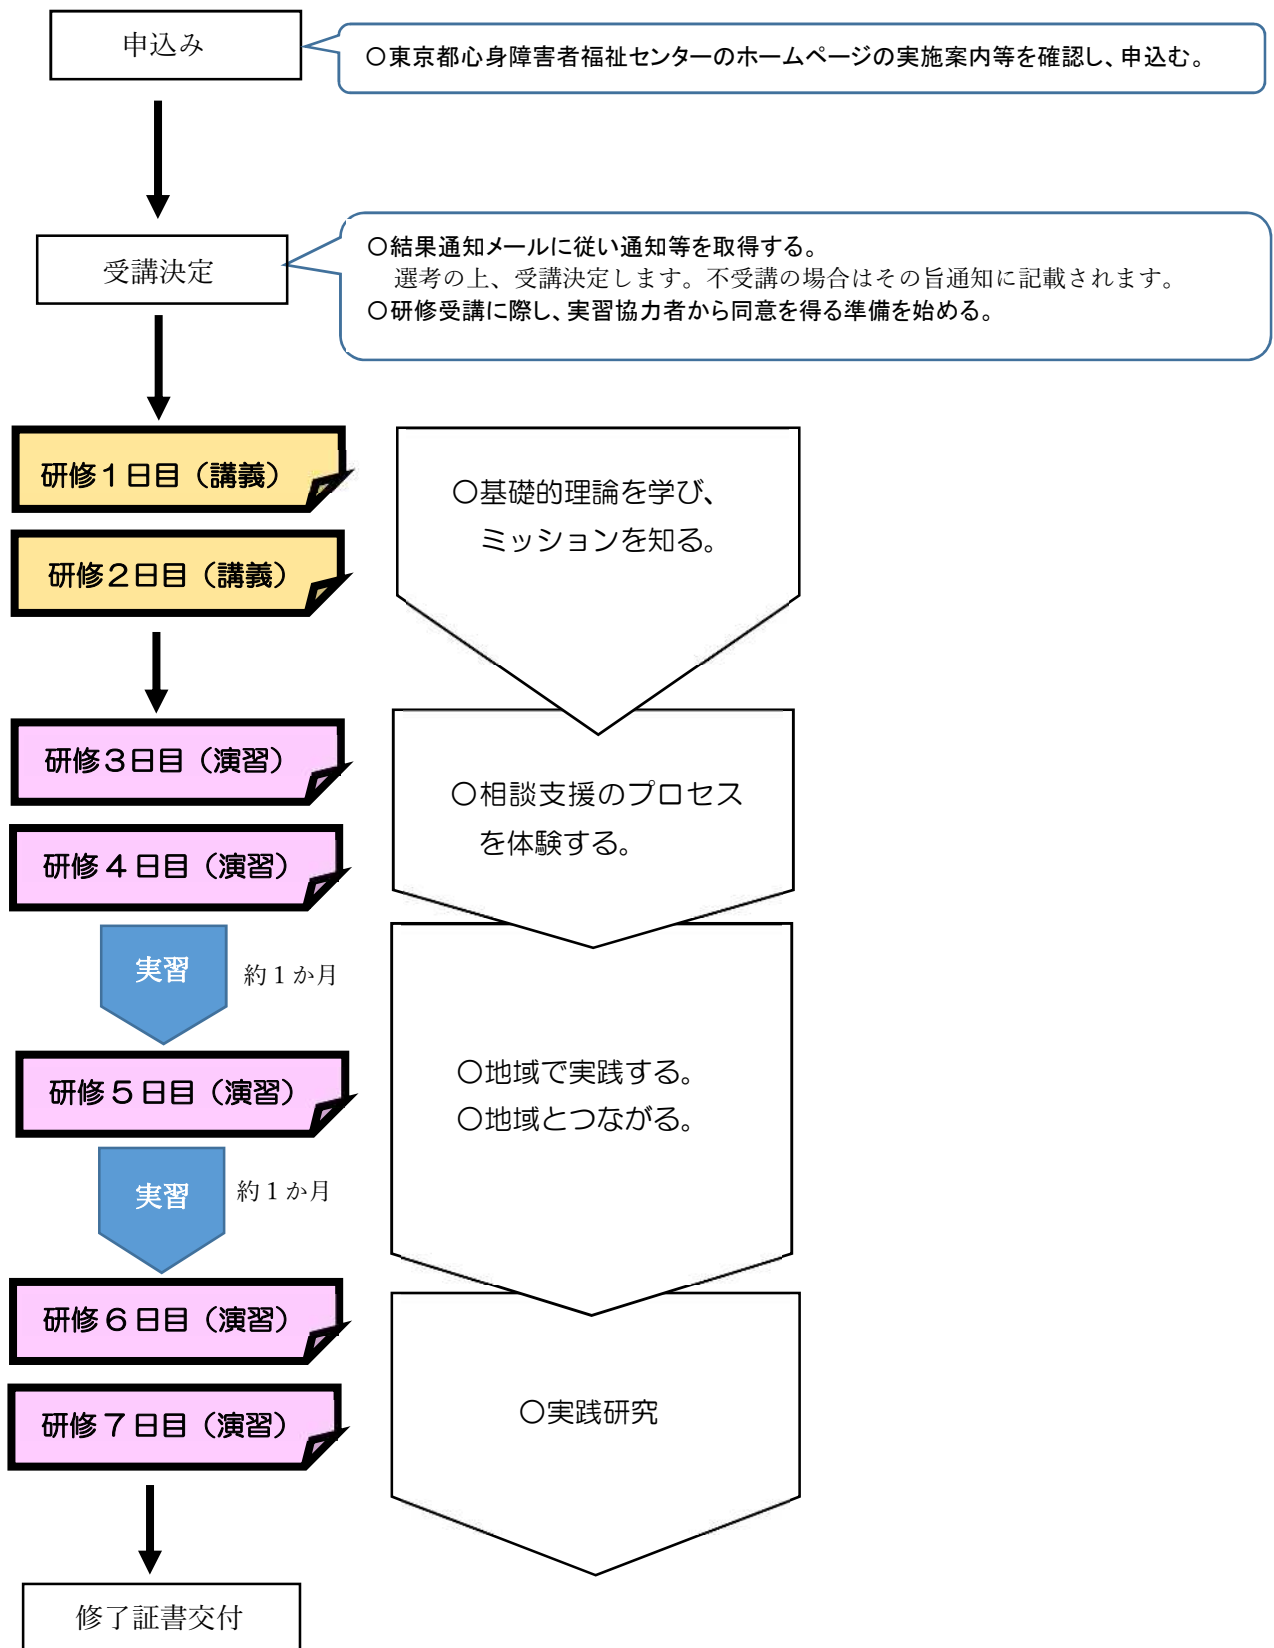 申込み
〇東京都心身障害者福祉センターのホームページの実施案内等を確認し、申込む。
受講決定
〇結果通知メールに従い通知等を取得する。
選考の上、受講決定します。不受講の場合はその旨通知に記載されます。
〇研修受講に際し、実習協力者から同意を得る準備を始める。
研修１日目（講義）
研修２日目（講義）
〇基礎的理論を学び、
ミッションを知る。
研修３日目（演習）
研修４日目（演習）
〇相談支援のプロセス
を体験する。
実習
約１か月
研修５日目（演習）
実習
約１か月
〇地域で実践する。
〇地域とつながる。
研修６日目（演習）
研修７日目（演習）
〇実践研究
修了証書交付